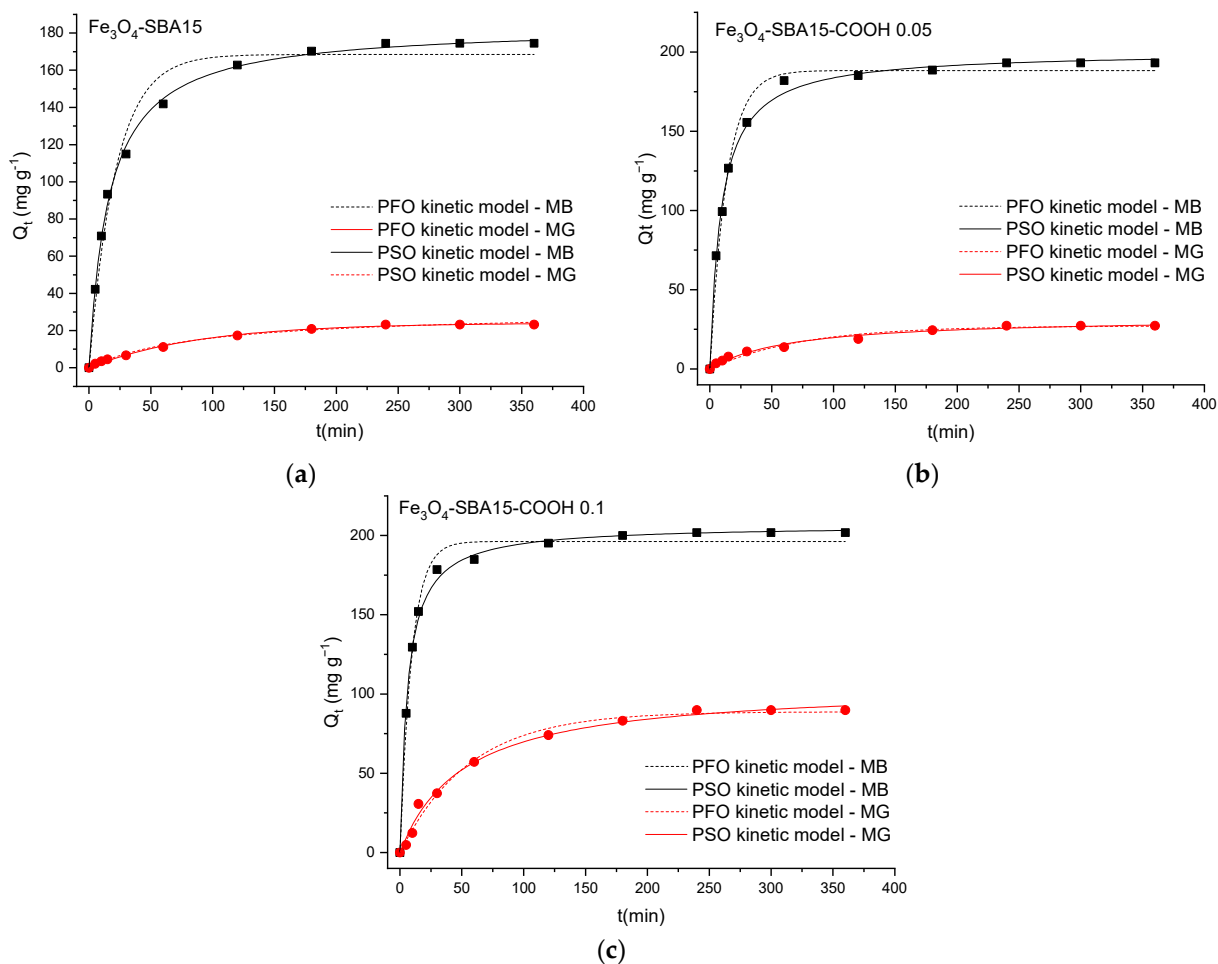 Fe₃O₄-SBA15
180
160
140
120
100
80
60
40
20
0
Qₜ (mg g⁻¹)
PFO kinetic model - MB
PFO kinetic model - MG
PSO kinetic model - MB
PSO kinetic model - MG
0 50 100 150 200 250 300 350 400
t(min)
(a)
Fe₃O₄-SBA15-COOH 0.05
200
150
100
50
0
Qt (mg g⁻¹)
PFO kinetic model - MB
PSO kinetic model - MB
PFO kinetic model - MG
PSO kinetic model - MG
0 50 100 150 200 250 300 350 400
t(min)
(b)
Fe₃O₄-SBA15-COOH 0.1
200
150
100
50
0
Qₜ (mg g⁻¹)
PFO kinetic model - MB
PSO kinetic model - MB
PFO kinetic model - MG
PSO kinetic model - MG
0 50 100 150 200 250 300 350 400
t(min)
(c)